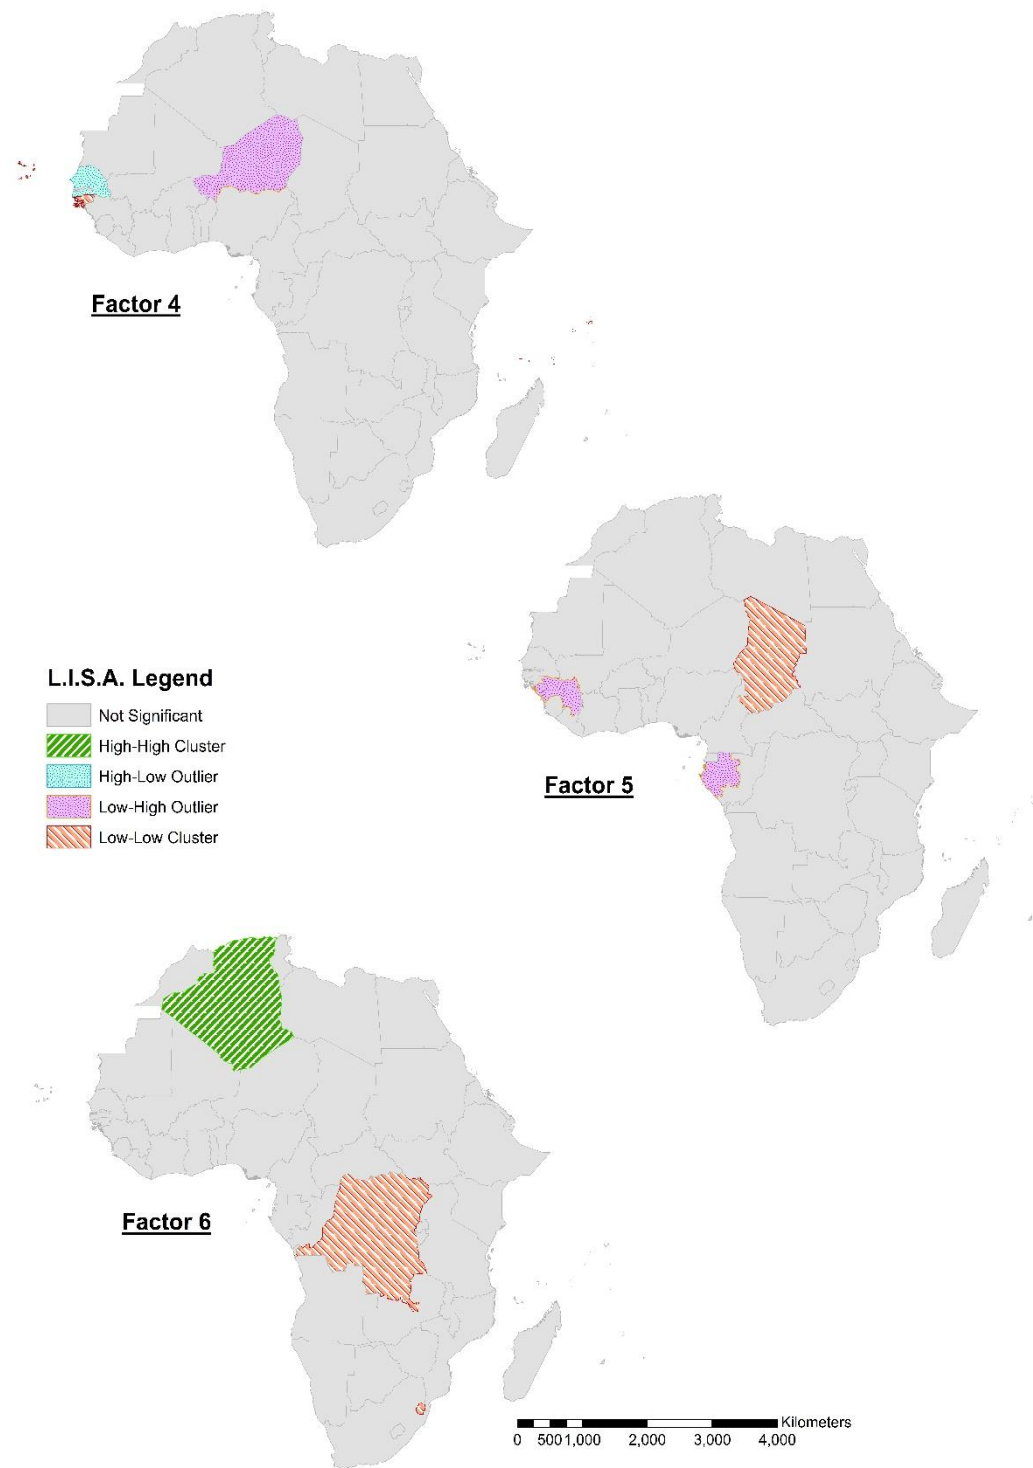 Factor 4
L.I.S.A. Legend
Not Significant
High-High Cluster
High-Low Outlier
Low-High Outlier
Low-Low Cluster
Factor 5
Factor 6
Kilometers
0 500 1,000 2,000 3,000 4,000